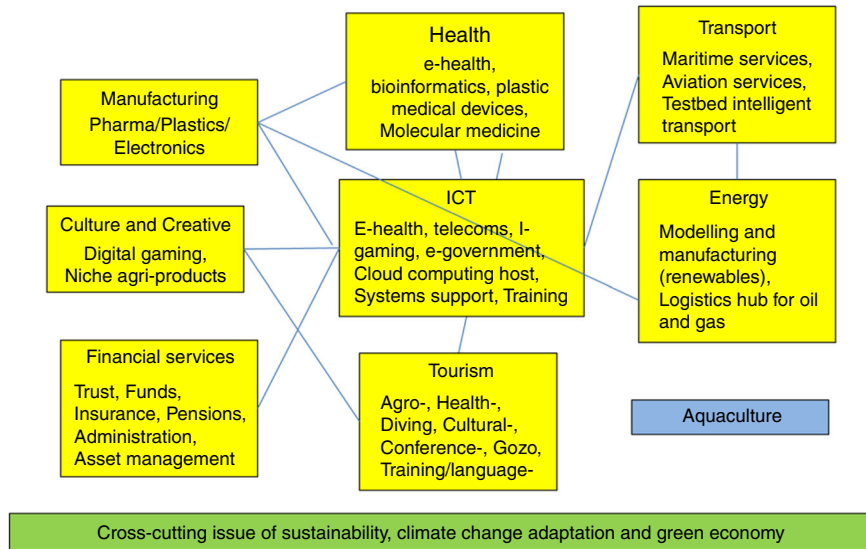 Health
e-health,
bioinformatics, plastic
medical devices,
Molecular medicine
Transport
Maritime services,
Aviation services,
Testbed intelligent
transport
Manufacturing
Pharma/Plastics/
Electronics
ICT
E-health, telecoms, I-
gaming, e-government,
Cloud computing host,
Systems support, Training
Energy
Modelling and
manufacturing
(renewables),
Logistics hub for oil
and gas
Culture and Creative
Digital gaming,
Niche agri-products
Financial services
Trust, Funds,
Insurance, Pensions,
Administration,
Asset management
Tourism
Agro-, Health-,
Diving, Cultural-,
Conference-, Gozo,
Training/language-
Aquaculture
Cross-cutting issue of sustainability, climate change adaptation and green economy